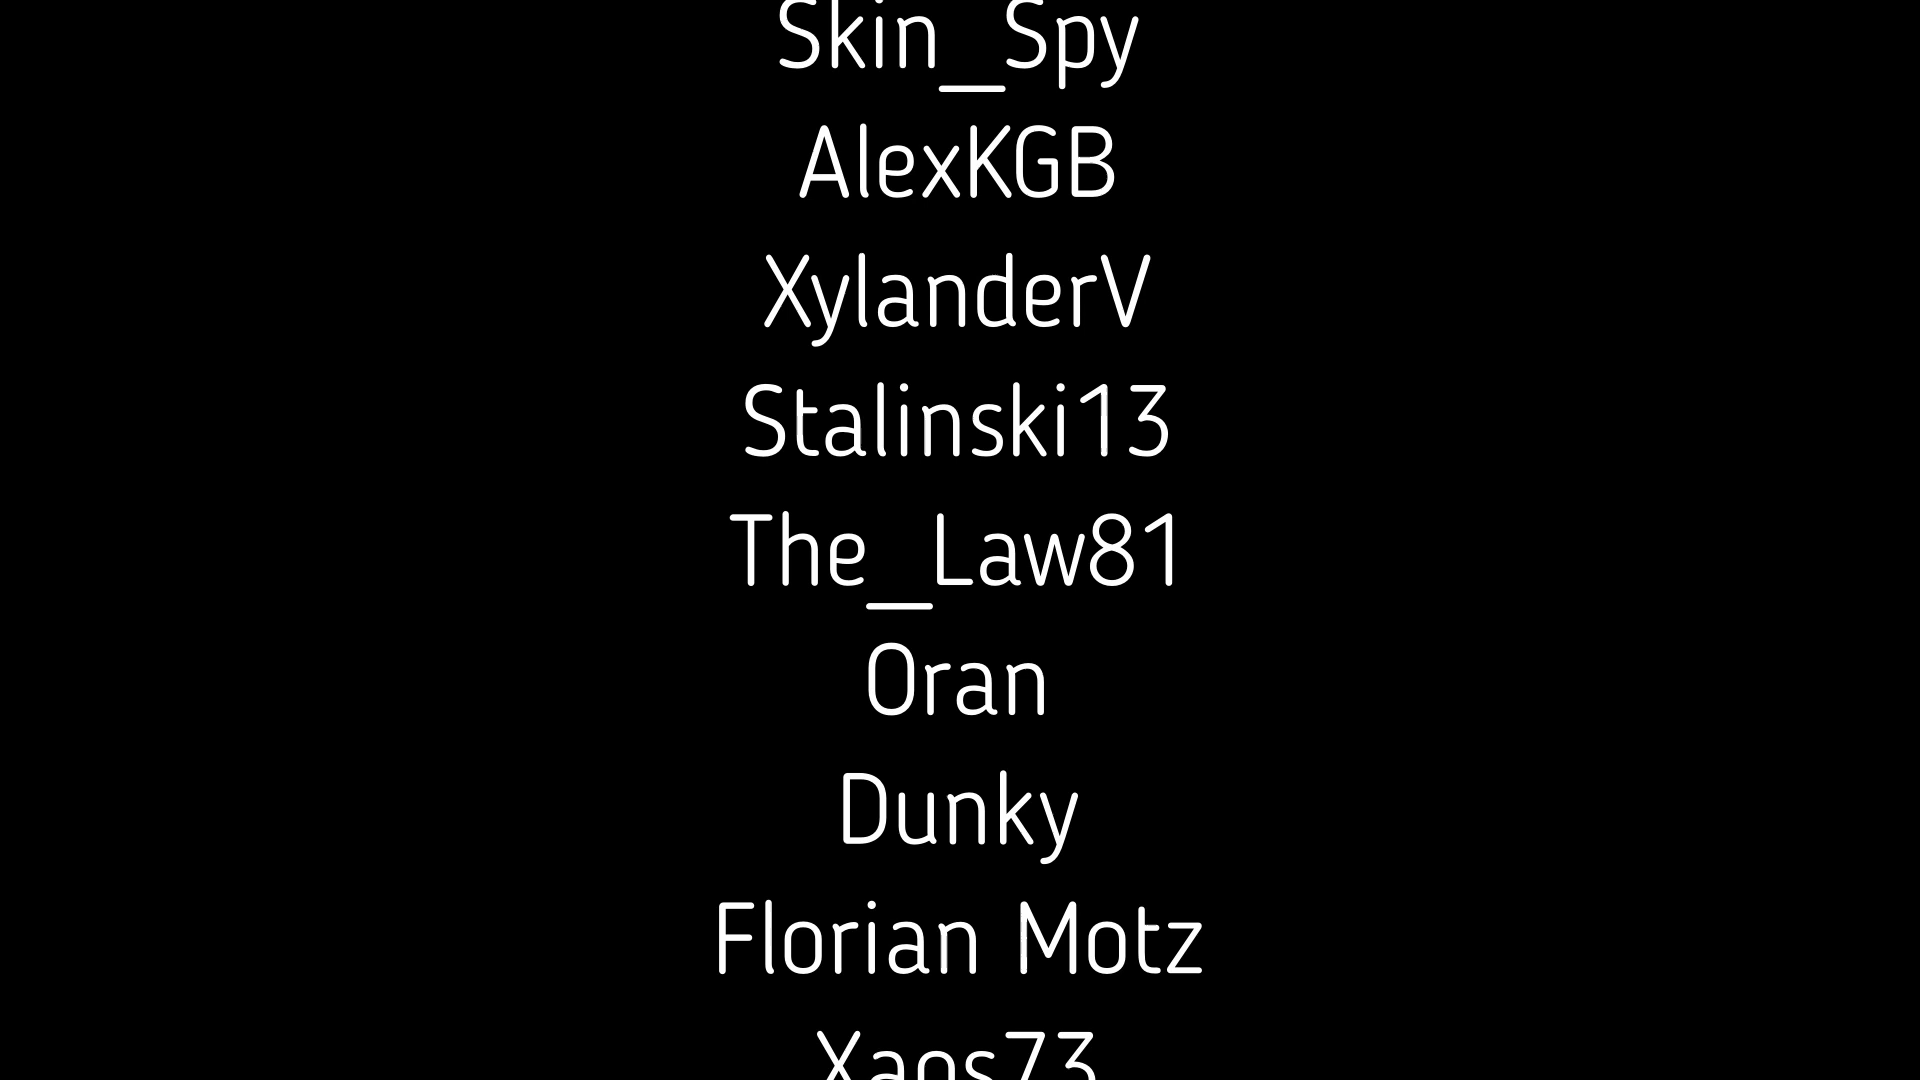 Skin_Spy
AlexKGB
XylanderV
Stalinski13
The_Law81
Oran
Dunky
Florian Motz